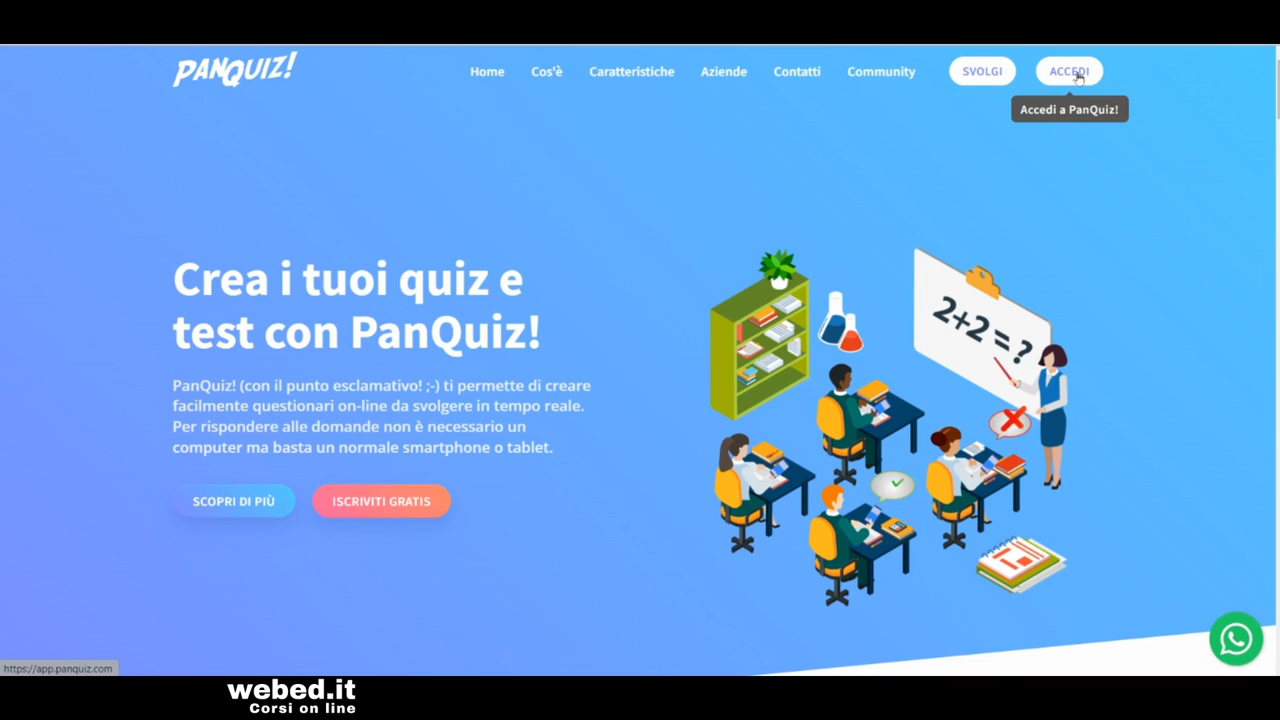 PANQUIZ!
Home Cos'è Caratteristiche Aziende Contatti Community SVOLGI ACCEDI
Accedi a PanQuiz!
Crea i tuoi quiz e
test con PanQuiz!
PanQuiz! (con il punto esclamativo! ;-) ti permette di creare
facilmente questionari on-line da svolgere in tempo reale.
Per rispondere alle domande non è necessario un
computer ma basta un normale smartphone o tablet.
SCOPRI DI PIÙ ISCRIVITI GRATIS
2+2=?
https://app.panquiz.com
webed.it
Corsi on line